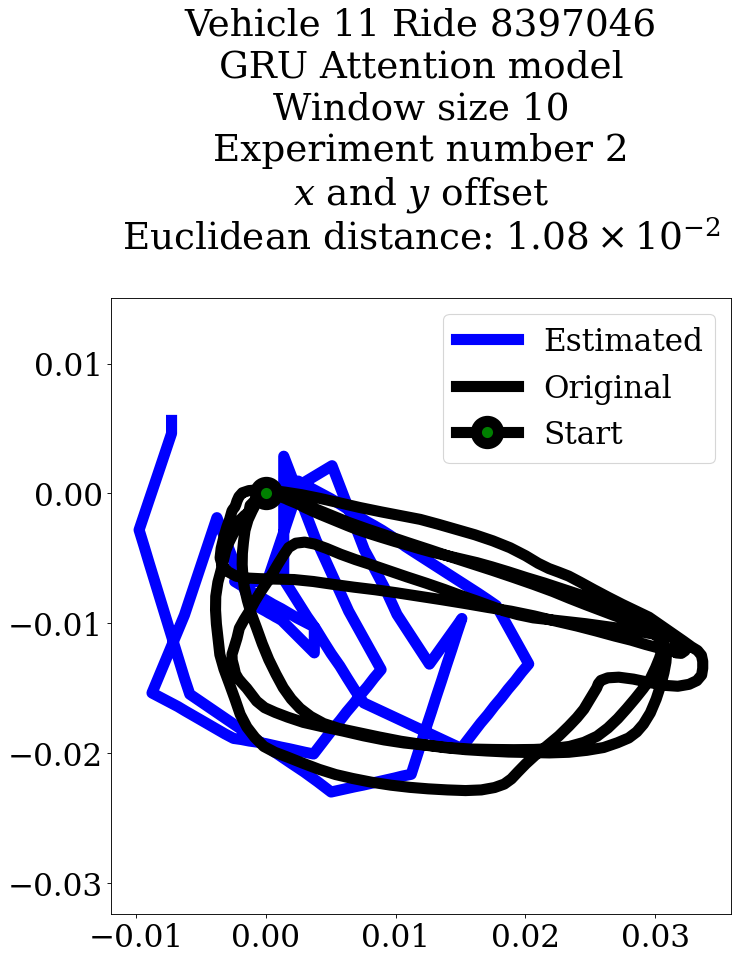 Vehicle 11 Ride 8397046
GRU Attention model
Window size 10
Experiment number 2
x and y offset
Euclidean distance: 1.08 × 10⁻²
Estimated
Original
Start
0.01
0.00
−0.01
−0.02
−0.03
−0.01 0.00 0.01 0.02 0.03